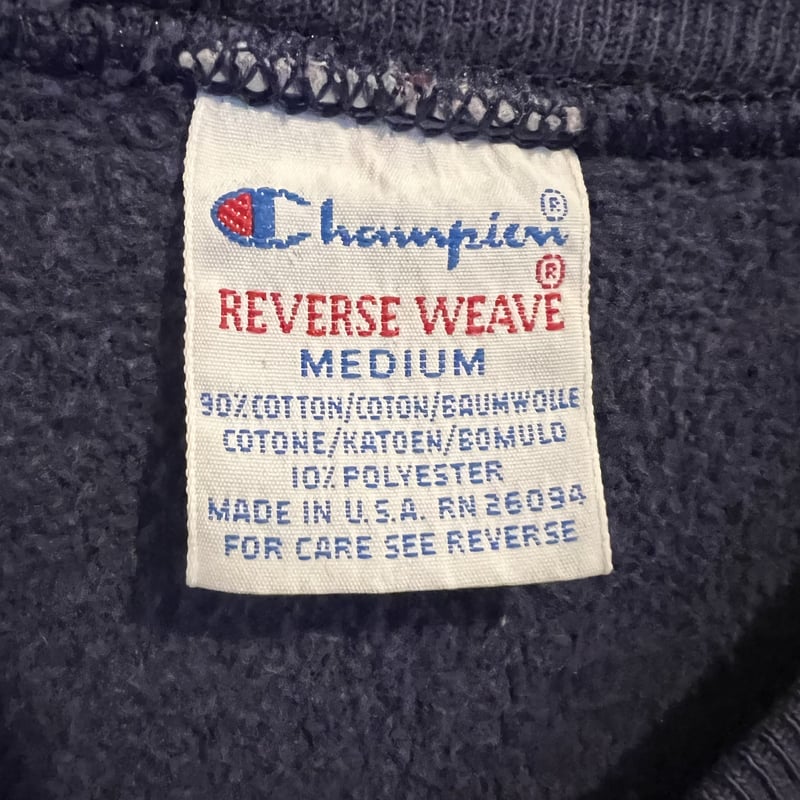 Champion®
REVERSE WEAVE®
MEDIUM
90% COTTON/COTON/BAUMWOLLE
COTONE/KATOEN/BOMULD
10% POLYESTER
MADE IN U.S.A. RN 26094
FOR CARE SEE REVERSE